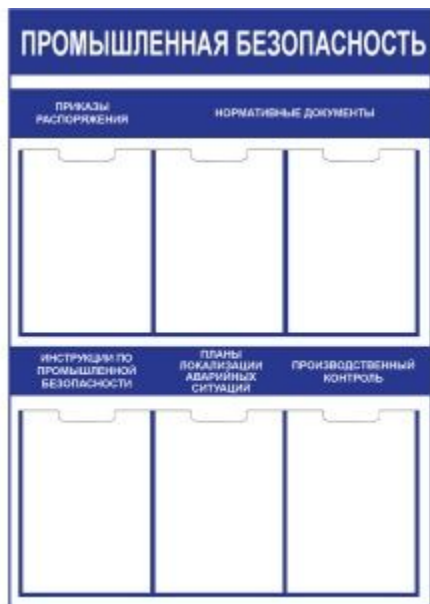 ПРОМЫШЛЕННАЯ БЕЗОПАСНОСТЬ
ПРИКАЗЫ
РАСПОРЯЖЕНИЯ
НОРМАТИВНЫЕ ДОКУМЕНТЫ
ИНСТРУКЦИИ ПО
ПРОМЫШЛЕННОЙ
БЕЗОПАСНОСТИ
ПЛАНЫ
ЛОКАЛИЗАЦИИ
АВАРИЙНЫХ
СИТУАЦИЙ
ПРОИЗВОДСТВЕННЫЙ
КОНТРОЛЬ